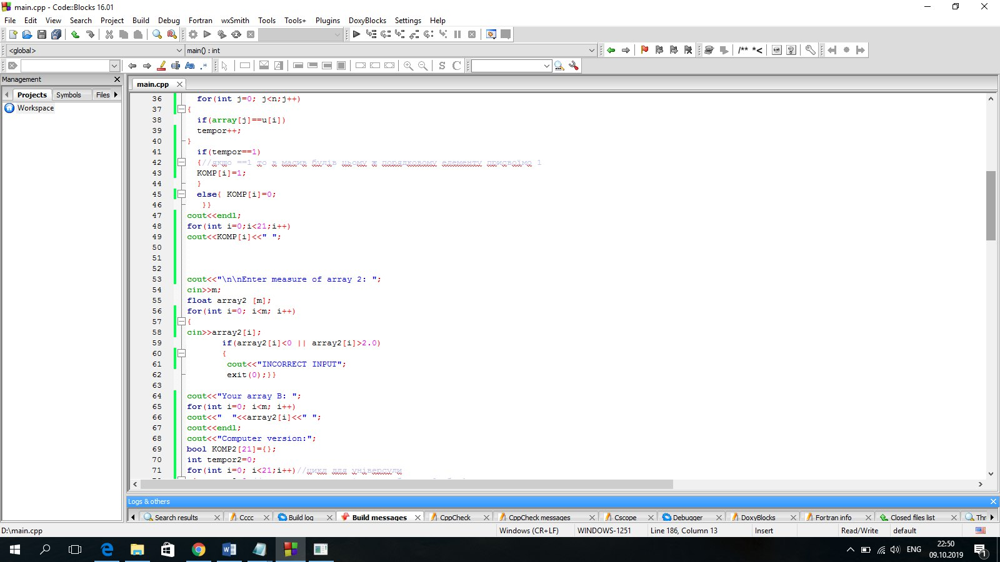 main.cpp - Code::Blocks 16.01
File Edit View Search Project Build Debug Fortran wxSmith Tools Tools+ Plugins DoxyBlocks Settings Help
<global> main() : int
/** *<
Aa .* S C
Management
main.cpp
Projects Symbols Files
Workspace
36 for(int j=0; j<n;j++)
37 {
38 if(array[j]==u[i])
39 tempor++;
40 }
41 if(tempor==1)
42 {//якщо ==1 то в масив булів цьому ж порядковому елементу присвоїмо 1
43 KOMP[i]=1;
44 }
45 else{ KOMP[i]=0;
46 }}
47 cout<<endl;
48 for(int i=0;i<21;i++)
49 cout<<KOMP[i]<<" ";
50
51
52
53 cout<<"\n\nEnter measure of array 2: ";
54 cin>>m;
55 float array2 [m];
56 for(int i=0; i<m; i++)
57 {
58 cin>>array2[i];
59 if(array2[i]<0 || array2[i]>2.0)
60 {
61 cout<<"INCORRECT INPUT";
62 exit(0);}}
63
64 cout<<"Your array B: ";
65 for(int i=0; i<m; i++)
66 cout<<"  "<<array2[i]<<" ";
67 cout<<endl;
68 cout<<"Computer version:";
69 bool KOMP2[21]={};
70 int tempor2=0;
71 for(int i=0; i<21;i++)//цикл для універсули
Logs & others
Search results Cccc Build log Build messages CppCheck CppCheck messages Cscope Debugger DoxyBlocks Fortran info Closed files list Thr
D:\main.cpp Windows (CR+LF) WINDOWS-1251 Line 186, Column 13 Insert Read/Write default
ENG 22:50
09.10.2019
1